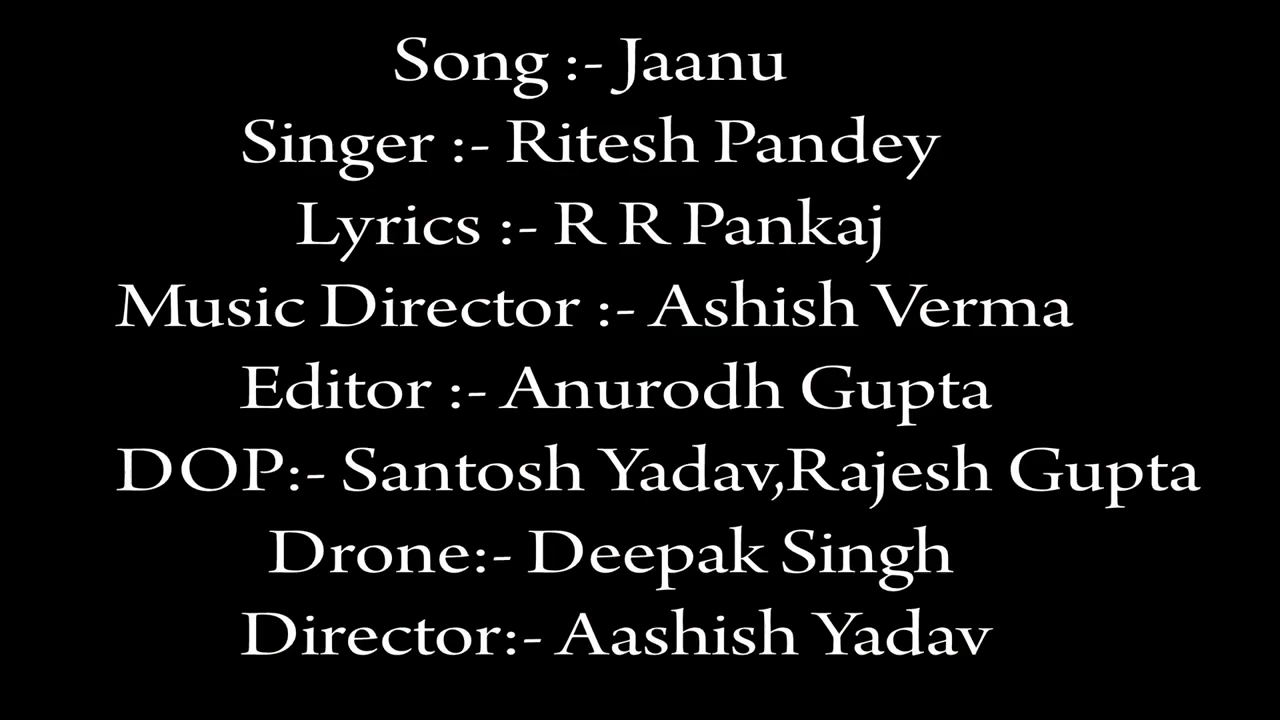 Song :- Jaanu
Singer :- Ritesh Pandey
Lyrics :- R R Pankaj
Music Director :- Ashish Verma
Editor :- Anurodh Gupta
DOP:- Santosh Yadav,Rajesh Gupta
Drone:- Deepak Singh
Director:- Aashish Yadav